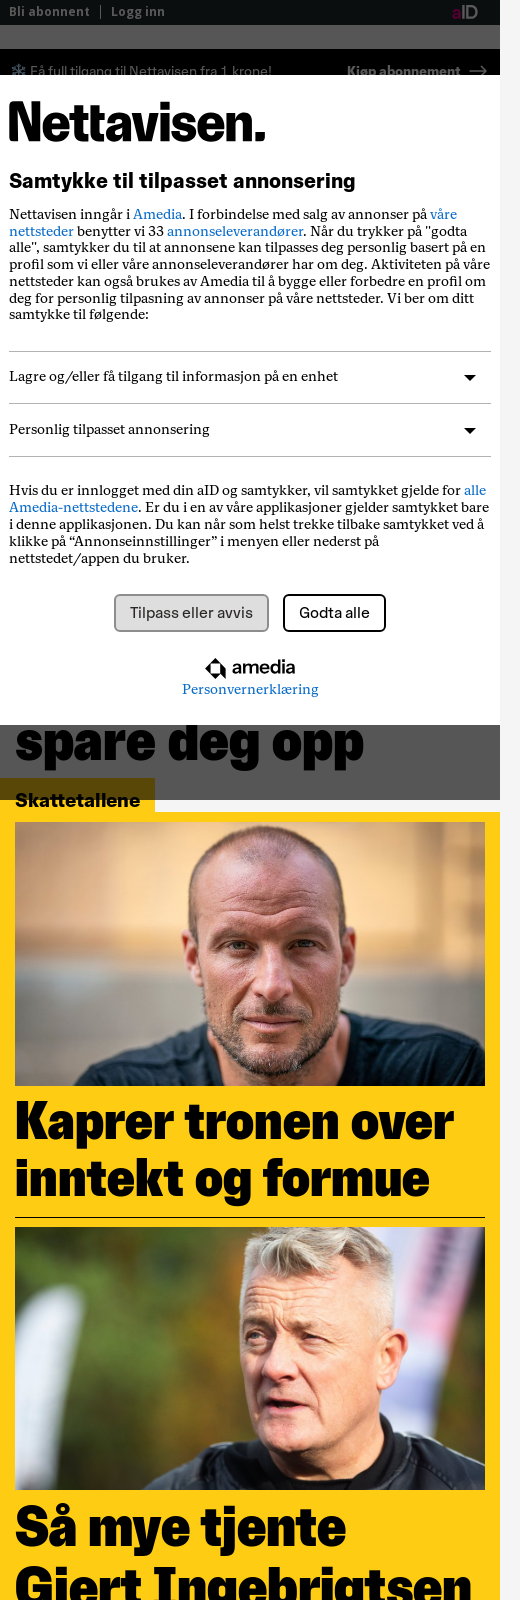 Bli abonnent
Logg inn
aID
Få full tilgang til Nettavisen fra 1 krone!
Kjøp abonnement
Nettavisen.
Samtykke til tilpasset annonsering
Nettavisen inngår i Amedia. I forbindelse med salg av annonser på våre
nettsteder benytter vi 33 annonseleverandører. Når du trykker på "godta
alle", samtykker du til at annonsene kan tilpasses deg personlig basert på en
profil som vi eller våre annonseleverandører har om deg. Aktiviteten på våre
nettsteder kan også brukes av Amedia til å bygge eller forbedre en profil om
deg for personlig tilpasning av annonser på våre nettsteder. Vi ber om ditt
samtykke til følgende:
Lagre og/eller få tilgang til informasjon på en enhet
Personlig tilpasset annonsering
Hvis du er innlogget med din aID og samtykker, vil samtykket gjelde for alle
Amedia-nettstedene. Er du i en av våre applikasjoner gjelder samtykket bare
i denne applikasjonen. Du kan når som helst trekke tilbake samtykket ved å
klikke på “Annonseinnstillinger” i menyen eller nederst på
nettstedet/appen du bruker.
Tilpass eller avvis
Godta alle
amedia
Personvernerklæring
spare deg opp
Skattetallene
Kaprer tronen over
inntekt og formue
Så mye tjente
Gjert Ingebrigtsen